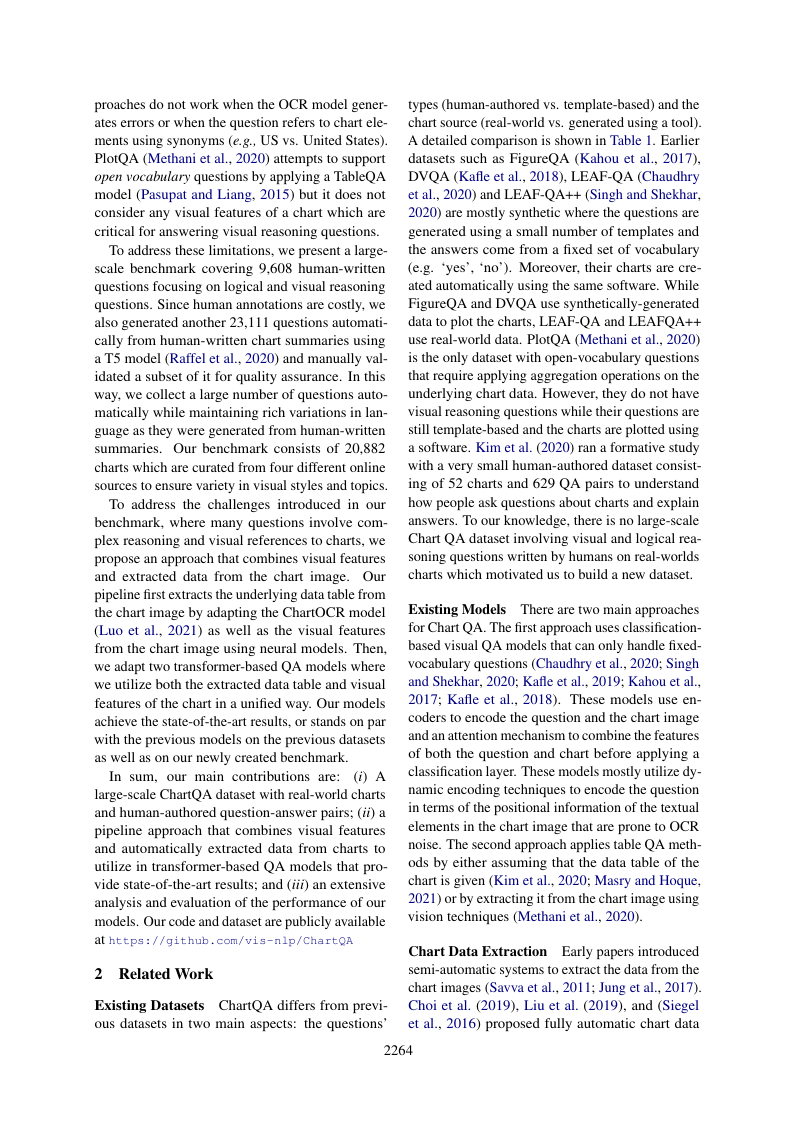 proaches do not work when the OCR model gener-
ates errors or when the question refers to chart ele-
ments using synonyms (e.g., US vs. United States).
PlotQA (Methani et al., 2020) attempts to support
open vocabulary questions by applying a TableQA
model (Pasupat and Liang, 2015) but it does not
consider any visual features of a chart which are
critical for answering visual reasoning questions.
To address these limitations, we present a large-
scale benchmark covering 9,608 human-written
questions focusing on logical and visual reasoning
questions. Since human annotations are costly, we
also generated another 23,111 questions automati-
cally from human-written chart summaries using
a T5 model (Raffel et al., 2020) and manually val-
idated a subset of it for quality assurance. In this
way, we collect a large number of questions auto-
matically while maintaining rich variations in lan-
guage as they were generated from human-written
summaries. Our benchmark consists of 20,882
charts which are curated from four different online
sources to ensure variety in visual styles and topics.
To address the challenges introduced in our
benchmark, where many questions involve com-
plex reasoning and visual references to charts, we
propose an approach that combines visual features
and extracted data from the chart image. Our
pipeline first extracts the underlying data table from
the chart image by adapting the ChartOCR model
(Luo et al., 2021) as well as the visual features
from the chart image using neural models. Then,
we adapt two transformer-based QA models where
we utilize both the extracted data table and visual
features of the chart in a unified way. Our models
achieve the state-of-the-art results, or stands on par
with the previous models on the previous datasets
as well as on our newly created benchmark.
In sum, our main contributions are: (i) A
large-scale ChartQA dataset with real-world charts
and human-authored question-answer pairs; (ii) a
pipeline approach that combines visual features
and automatically extracted data from charts to
utilize in transformer-based QA models that pro-
vide state-of-the-art results; and (iii) an extensive
analysis and evaluation of the performance of our
models. Our code and dataset are publicly available
at https://github.com/vis-nlp/ChartQA
2 Related Work
Existing Datasets ChartQA differs from previ-
ous datasets in two main aspects: the questions’
types (human-authored vs. template-based) and the
chart source (real-world vs. generated using a tool).
A detailed comparison is shown in Table 1. Earlier
datasets such as FigureQA (Kahou et al., 2017),
DVQA (Kafle et al., 2018), LEAF-QA (Chaudhry
et al., 2020) and LEAF-QA++ (Singh and Shekhar,
2020) are mostly synthetic where the questions are
generated using a small number of templates and
the answers come from a fixed set of vocabulary
(e.g. ‘yes’, ‘no’). Moreover, their charts are cre-
ated automatically using the same software. While
FigureQA and DVQA use synthetically-generated
data to plot the charts, LEAF-QA and LEAFQA++
use real-world data. PlotQA (Methani et al., 2020)
is the only dataset with open-vocabulary questions
that require applying aggregation operations on the
underlying chart data. However, they do not have
visual reasoning questions while their questions are
still template-based and the charts are plotted using
a software. Kim et al. (2020) ran a formative study
with a very small human-authored dataset consist-
ing of 52 charts and 629 QA pairs to understand
how people ask questions about charts and explain
answers. To our knowledge, there is no large-scale
Chart QA dataset involving visual and logical rea-
soning questions written by humans on real-worlds
charts which motivated us to build a new dataset.
Existing Models There are two main approaches
for Chart QA. The first approach uses classification-
based visual QA models that can only handle fixed-
vocabulary questions (Chaudhry et al., 2020; Singh
and Shekhar, 2020; Kafle et al., 2019; Kahou et al.,
2017; Kafle et al., 2018). These models use en-
coders to encode the question and the chart image
and an attention mechanism to combine the features
of both the question and chart before applying a
classification layer. These models mostly utilize dy-
namic encoding techniques to encode the question
in terms of the positional information of the textual
elements in the chart image that are prone to OCR
noise. The second approach applies table QA meth-
ods by either assuming that the data table of the
chart is given (Kim et al., 2020; Masry and Hoque,
2021) or by extracting it from the chart image using
vision techniques (Methani et al., 2020).
Chart Data Extraction Early papers introduced
semi-automatic systems to extract the data from the
chart images (Savva et al., 2011; Jung et al., 2017).
Choi et al. (2019), Liu et al. (2019), and (Siegel
et al., 2016) proposed fully automatic chart data
2264